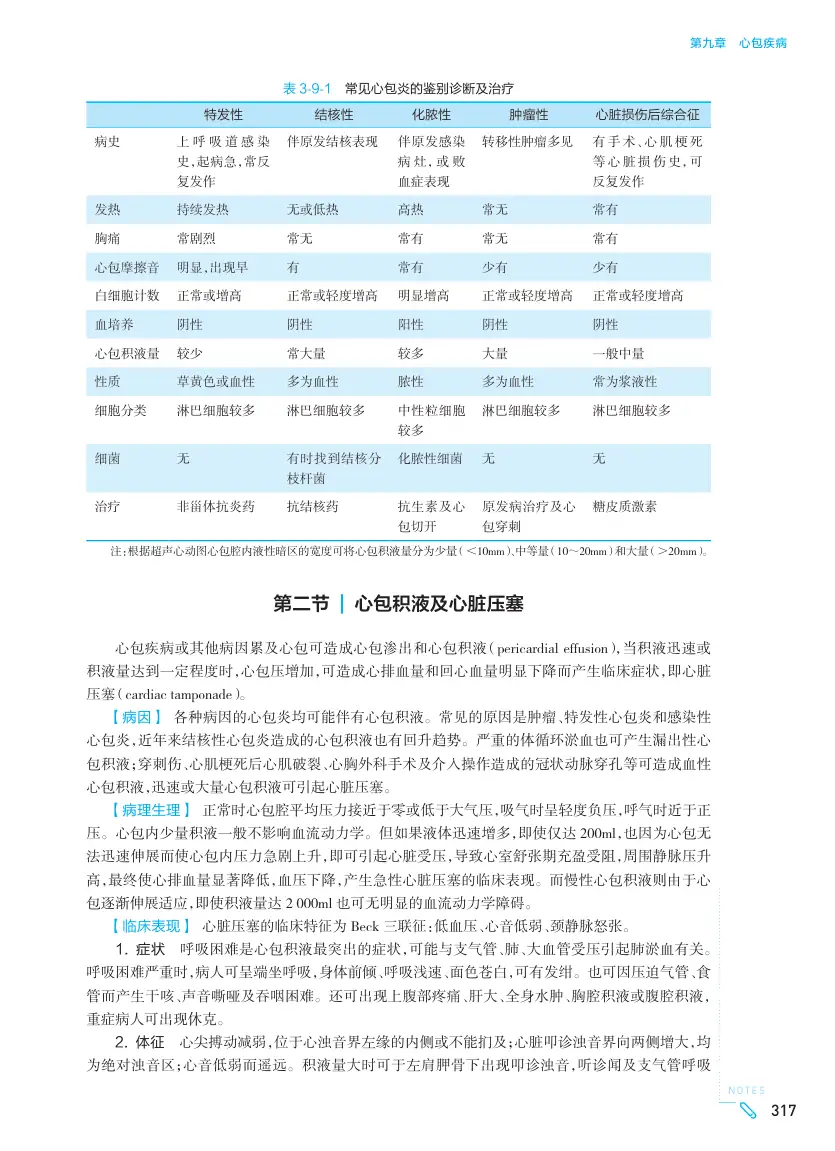 第九章 心包疾病
表 3-9-1 常见心包炎的鉴别诊断及治疗
特发性 结核性 化脓性 肿瘤性 心脏损伤后综合征
病史 上呼吸道感染 伴原发结核表现 伴原发感染 转移性肿瘤多见 有手术、心肌梗死
史,起病急,常反 病灶,或败 等心脏损伤史,可
复发作 血症表现 反复发作
发热 持续发热 无或低热 高热 常无 常有
胸痛 常剧烈 常无 常有 常无 常有
心包摩擦音 明显,出现早 有 常有 少有 少有
白细胞计数 正常或增高 正常或轻度增高 明显增高 正常或轻度增高 正常或轻度增高
血培养 阴性 阴性 阳性 阴性 阴性
心包积液量 较少 常大量 较多 大量 一般中量
性质 草黄色或血性 多为血性 脓性 多为血性 常为浆液性
细胞分类 淋巴细胞较多 淋巴细胞较多 中性粒细胞 淋巴细胞较多 淋巴细胞较多
较多
细菌 无 有时找到结核分 化脓性细菌 无 无
枝杆菌
治疗 非甾体抗炎药 抗结核药 抗生素及心 原发病治疗及心 糖皮质激素
包切开 包穿刺
注:根据超声心动图心包腔内液性暗区的宽度可将心包积液量分为少量(<10mm)、中等量(10~20mm)和大量(>20mm)。
第二节 | 心包积液及心脏压塞
心包疾病或其他病因累及心包可造成心包渗出和心包积液(pericardial effusion),当积液迅速或
积液量达到一定程度时,心包压增加,可造成心排血量和回心血量明显下降而产生临床症状,即心脏
压塞(cardiac tamponade)。
【病因】 各种病因的心包炎均可能伴有心包积液。常见的原因是肿瘤、特发性心包炎和感染性
心包炎,近年来结核性心包炎造成的心包积液也有回升趋势。严重的体循环淤血也可产生漏出性心
包积液;穿刺伤、心肌梗死后心肌破裂、心胸外科手术及介入操作造成的冠状动脉穿孔等可造成血性
心包积液,迅速或大量心包积液可引起心脏压塞。
【病理生理】 正常时心包腔平均压力接近于零或低于大气压,吸气时呈轻度负压,呼气时近于正
压。心包内少量积液一般不影响血流动力学。但如果液体迅速增多,即使仅达 200ml,也因为心包无
法迅速伸展而使心包内压力急剧上升,即可引起心脏受压,导致心室舒张期充盈受阻,周围静脉压升
高,最终使心排血量显著降低,血压下降,产生急性心脏压塞的临床表现。而慢性心包积液则由于心
包逐渐伸展适应,即使积液量达 2 000ml 也可无明显的血流动力学障碍。
【临床表现】 心脏压塞的临床特征为 Beck 三联征:低血压、心音低弱、颈静脉怒张。
1. 症状 呼吸困难是心包积液最突出的症状,可能与支气管、肺、大血管受压引起肺淤血有关。
呼吸困难严重时,病人可呈端坐呼吸,身体前倾、呼吸浅速、面色苍白,可有发绀。也可因压迫气管、食
管而产生干咳、声音嘶哑及吞咽困难。还可出现上腹部疼痛、肝大、全身水肿、胸腔积液或腹腔积液,
重症病人可出现休克。
2. 体征 心尖搏动减弱,位于心浊音界左缘的内侧或不能扪及;心脏叩诊浊音界向两侧增大,均
为绝对浊音区;心音低弱而遥远。积液量大时可于左肩胛骨下出现叩诊浊音,听诊闻及支气管呼吸
NOTES
317